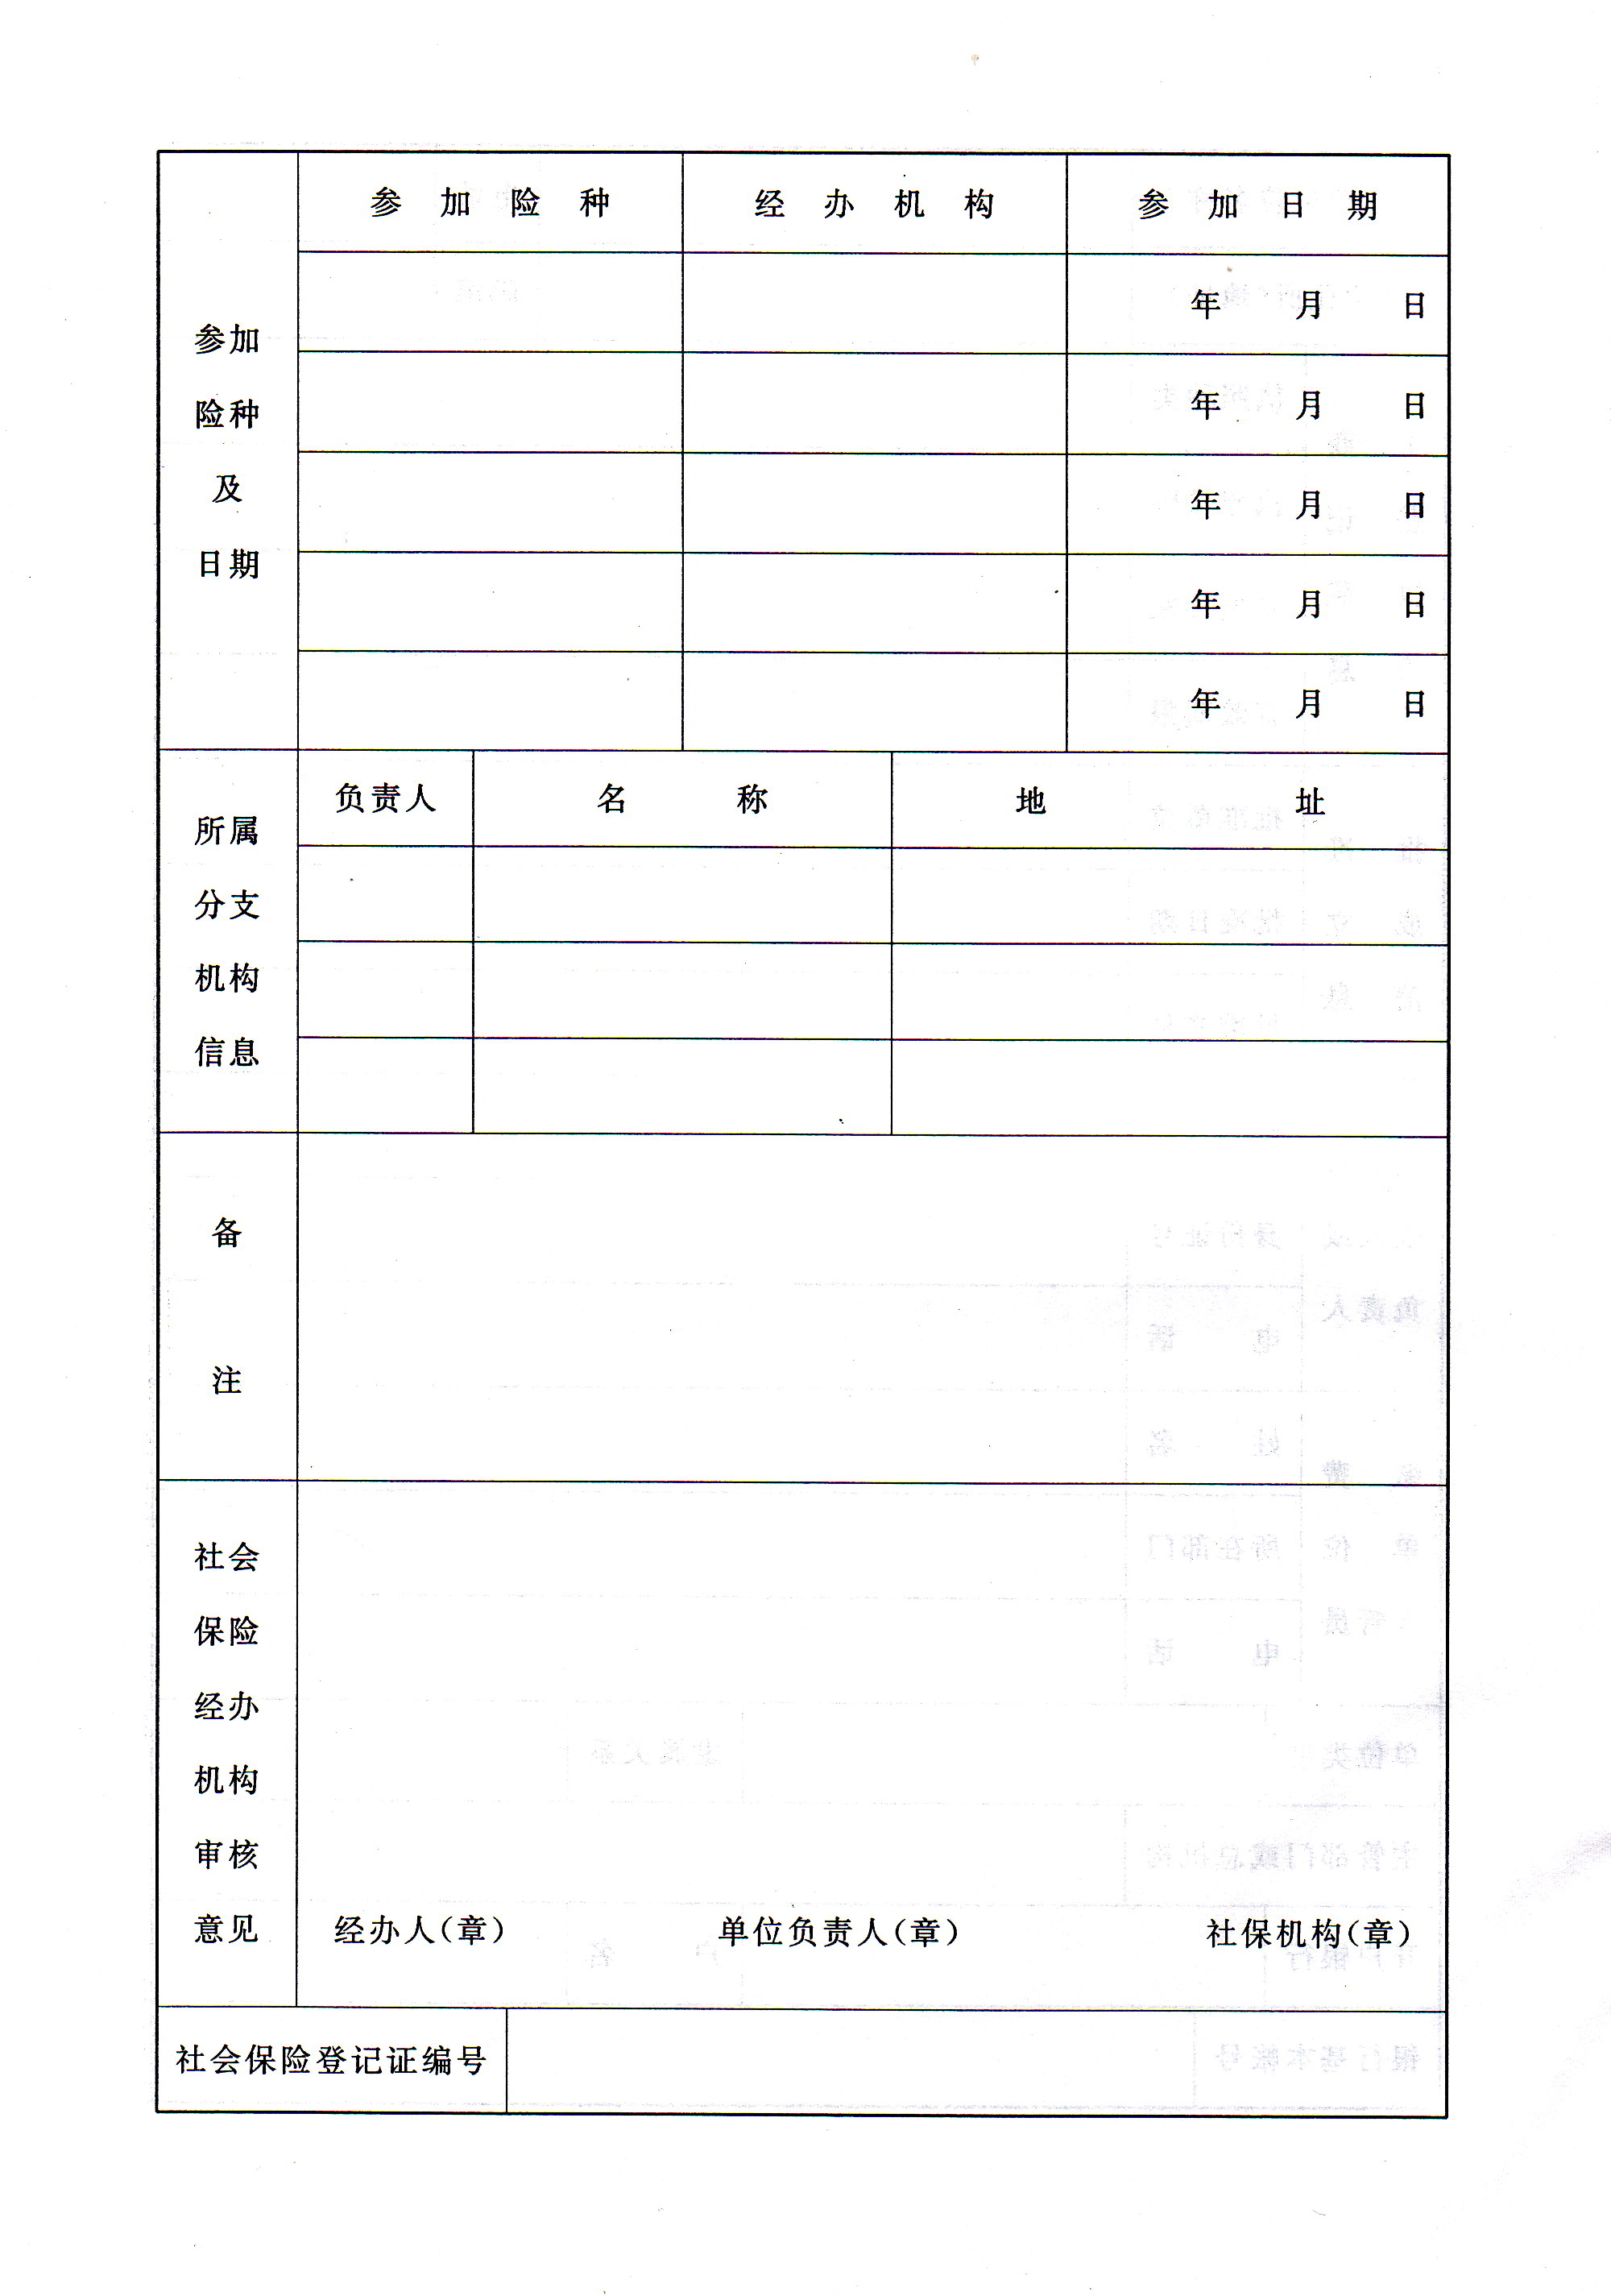 参加险种 经办机构 参加日期
年 月 日
年 月 日
年 月 日
年 月 日
年 月 日
参加
险种
及
日期
负责人 名称 地址
所属
分支
机构
信息
备
注
社会
保险
经办
机构
审核
意见
经办人(章) 单位负责人(章) 社保机构(章)
社会保险登记证编号